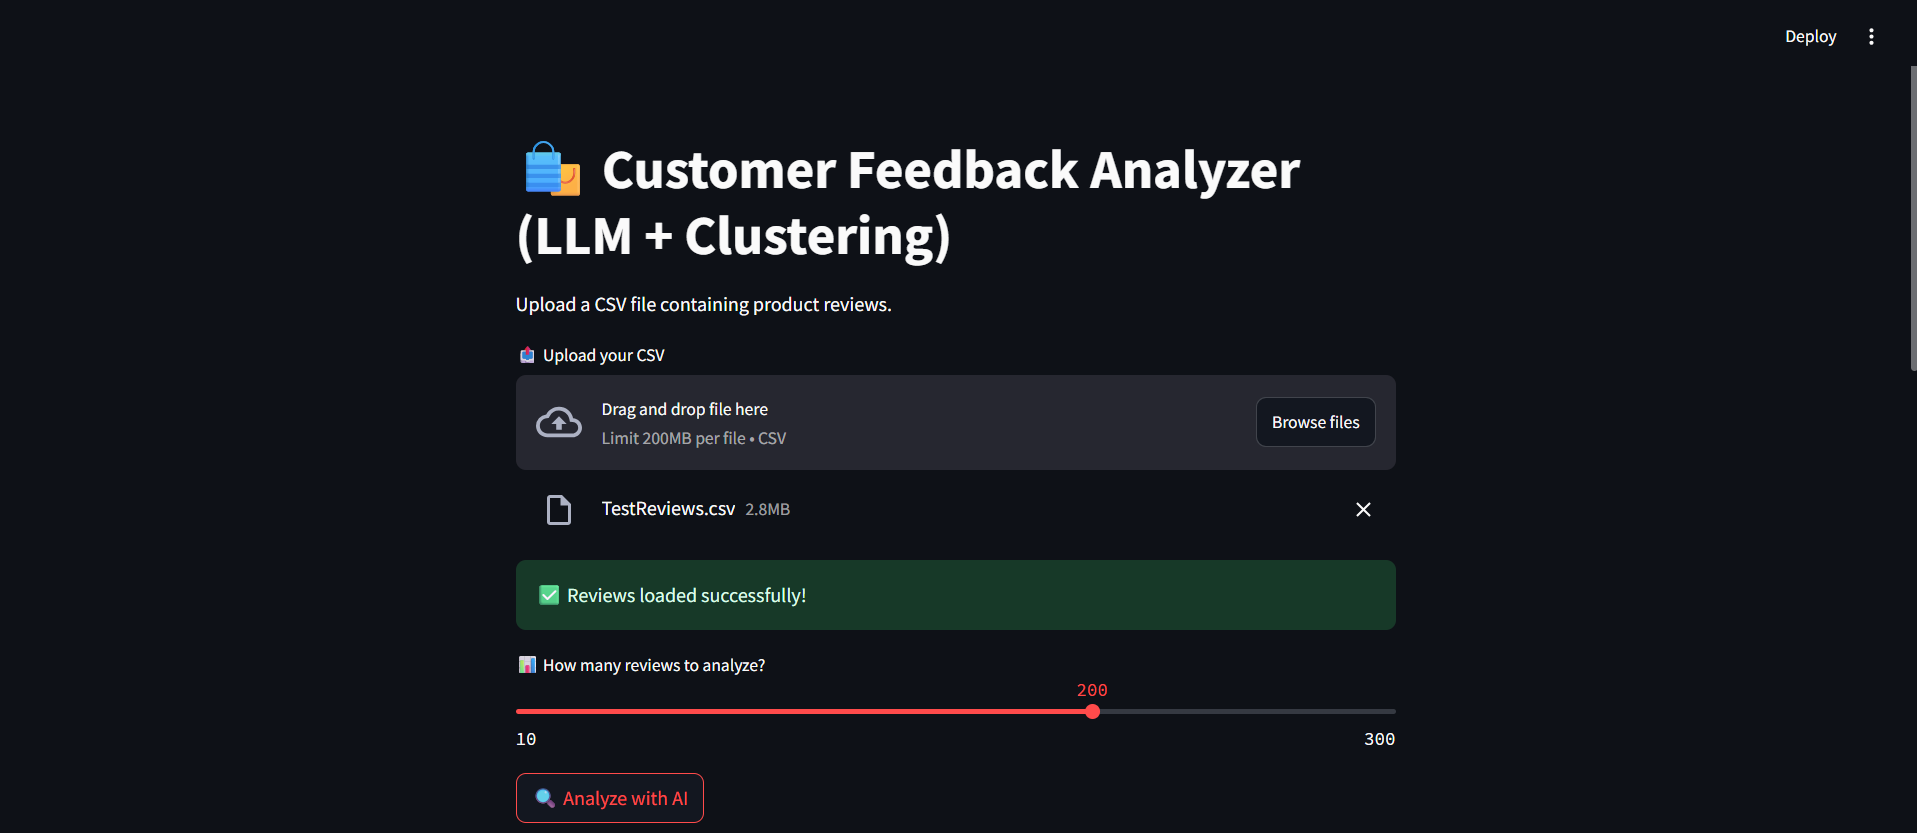 Deploy
Customer Feedback Analyzer
(LLM + Clustering)
Upload a CSV file containing product reviews.
Upload your CSV
Drag and drop file here
Limit 200MB per file • CSV
Browse files
TestReviews.csv 2.8MB
Reviews loaded successfully!
How many reviews to analyze?
200
10
300
Analyze with AI